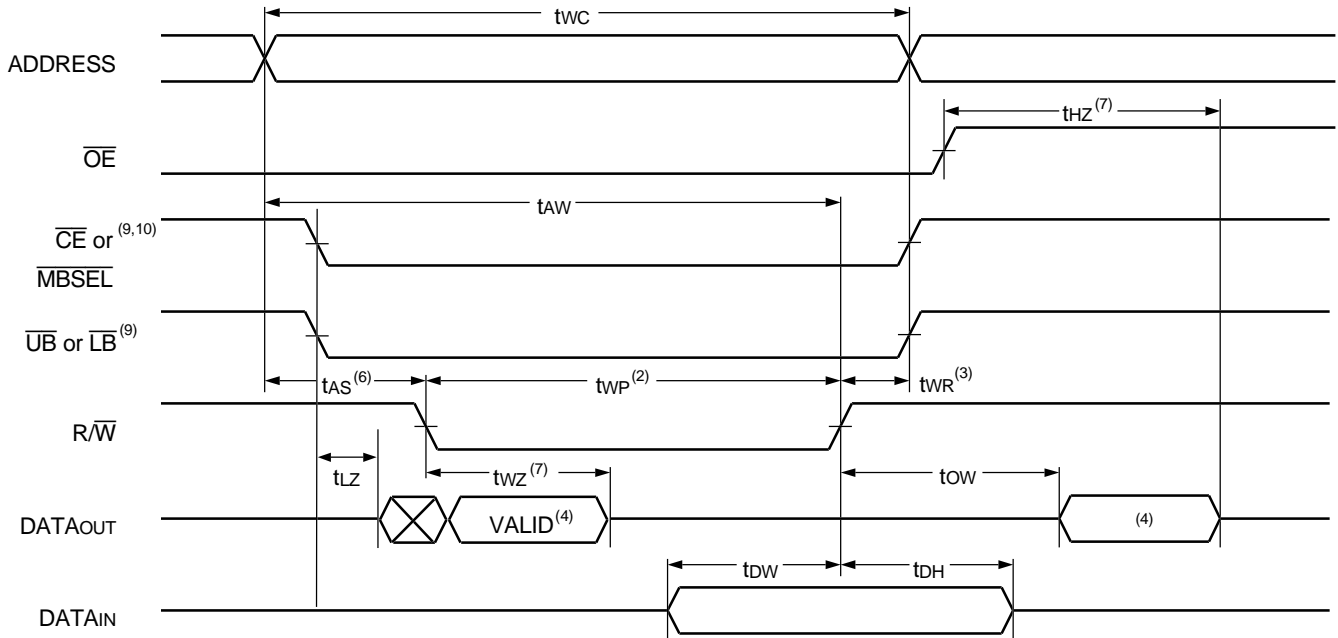 tWC
ADDRESS
tHZ(7)
OE
tAW
CE or (9,10)
MBSEL
UB or LB(9)
tAS(6) tWP(2) tWR(3)
R/W
tLZ tWZ(7) tOW
DATAOUT VALID(4) (4)
tDW tDH
DATAIN